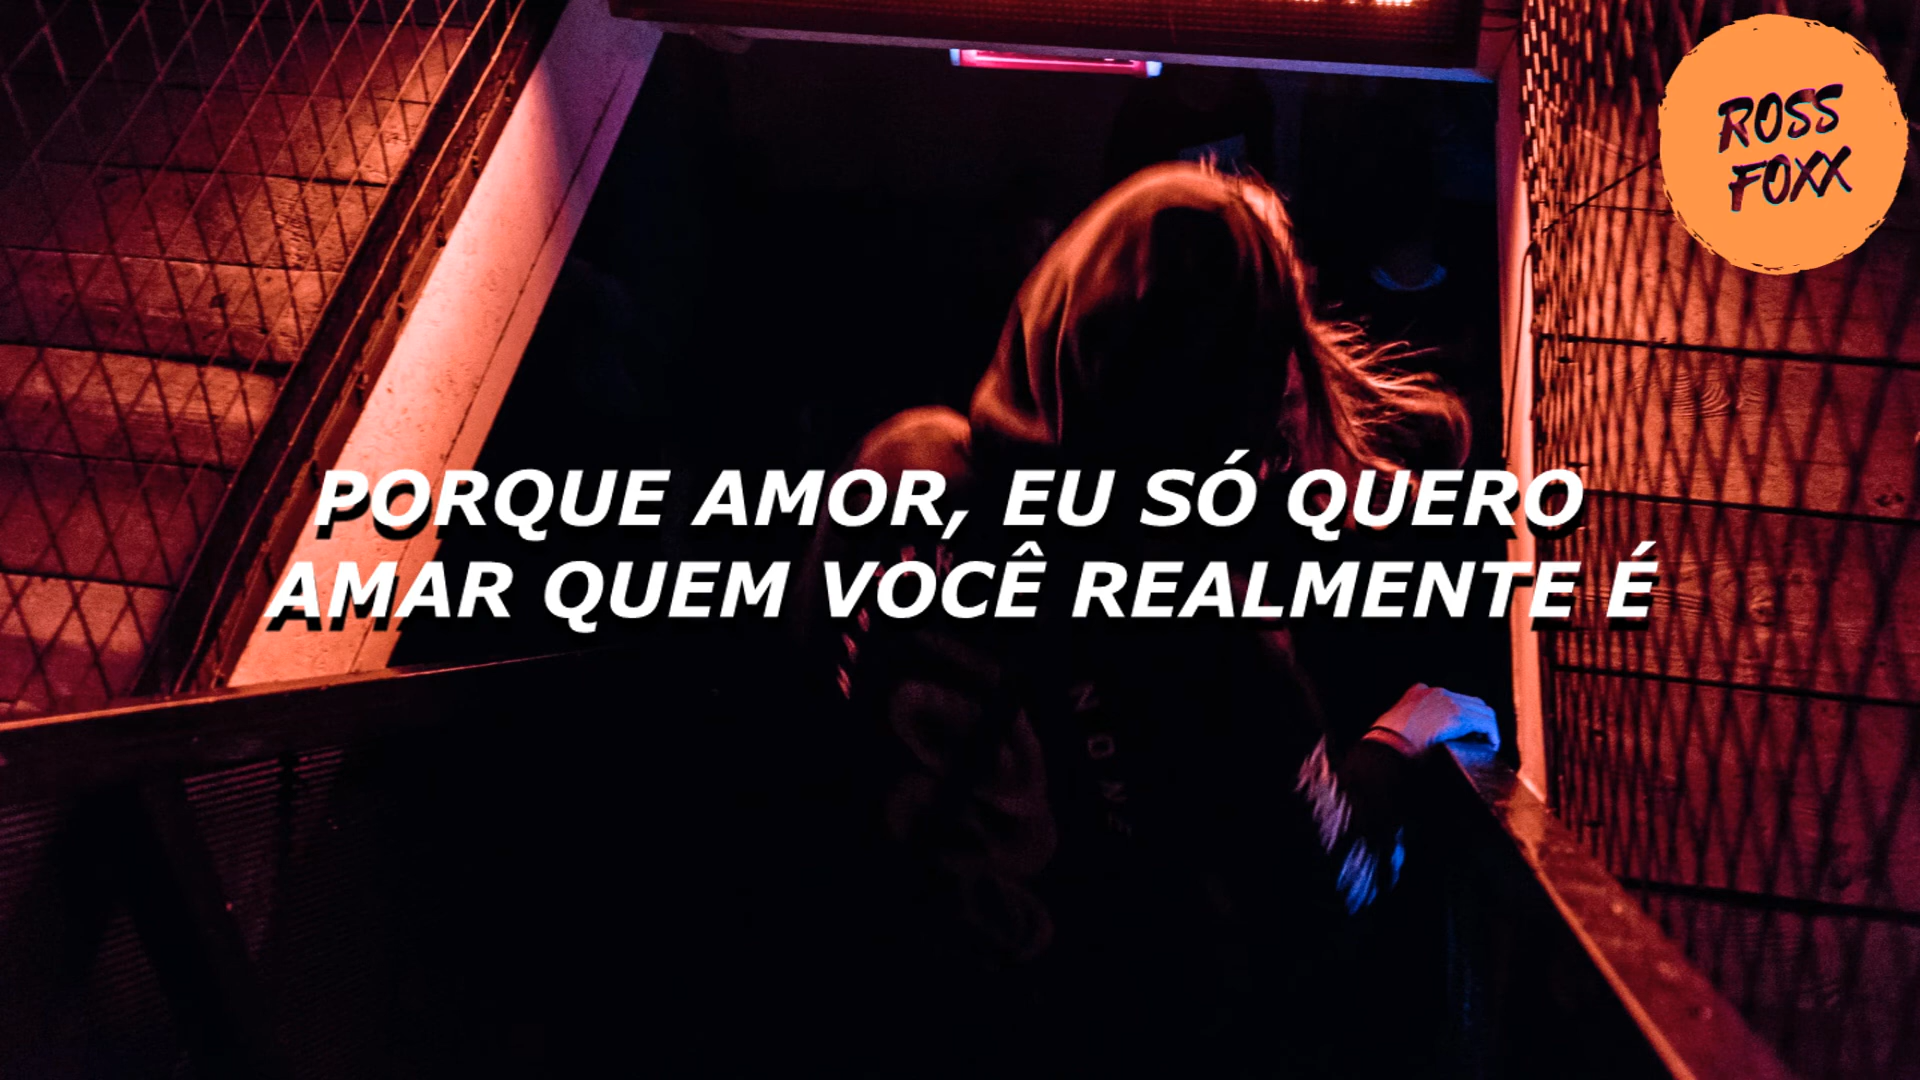 ROSS
FOXX
PORQUE AMOR, EU SÓ QUERO
AMAR QUEM VOCÊ REALMENTE É